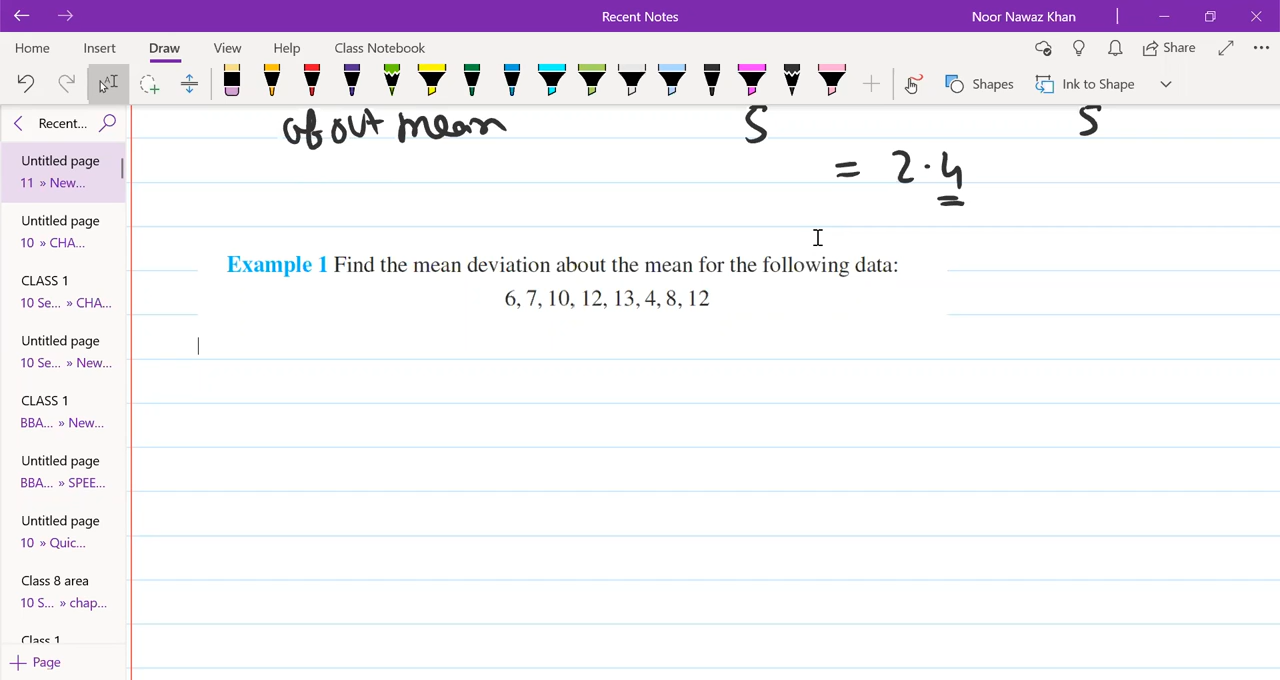 Recent Notes
Noor Nawaz Khan
Home Insert Draw View Help Class Notebook
Share
Shapes
Ink to Shape
Recent...
Untitled page
11 » New...
Untitled page
10 » CHA...
CLASS 1
10 Se... » CHA...
Untitled page
10 Se... » New...
CLASS 1
BBA... » New...
Untitled page
BBA... » SPEE...
Untitled page
10 » Quic...
Class 8 area
10 S... » chap...
Class 1
Page
about mean 5 5
= 2.4
Example 1 Find the mean deviation about the mean for the following data:
6, 7, 10, 12, 13, 4, 8, 12